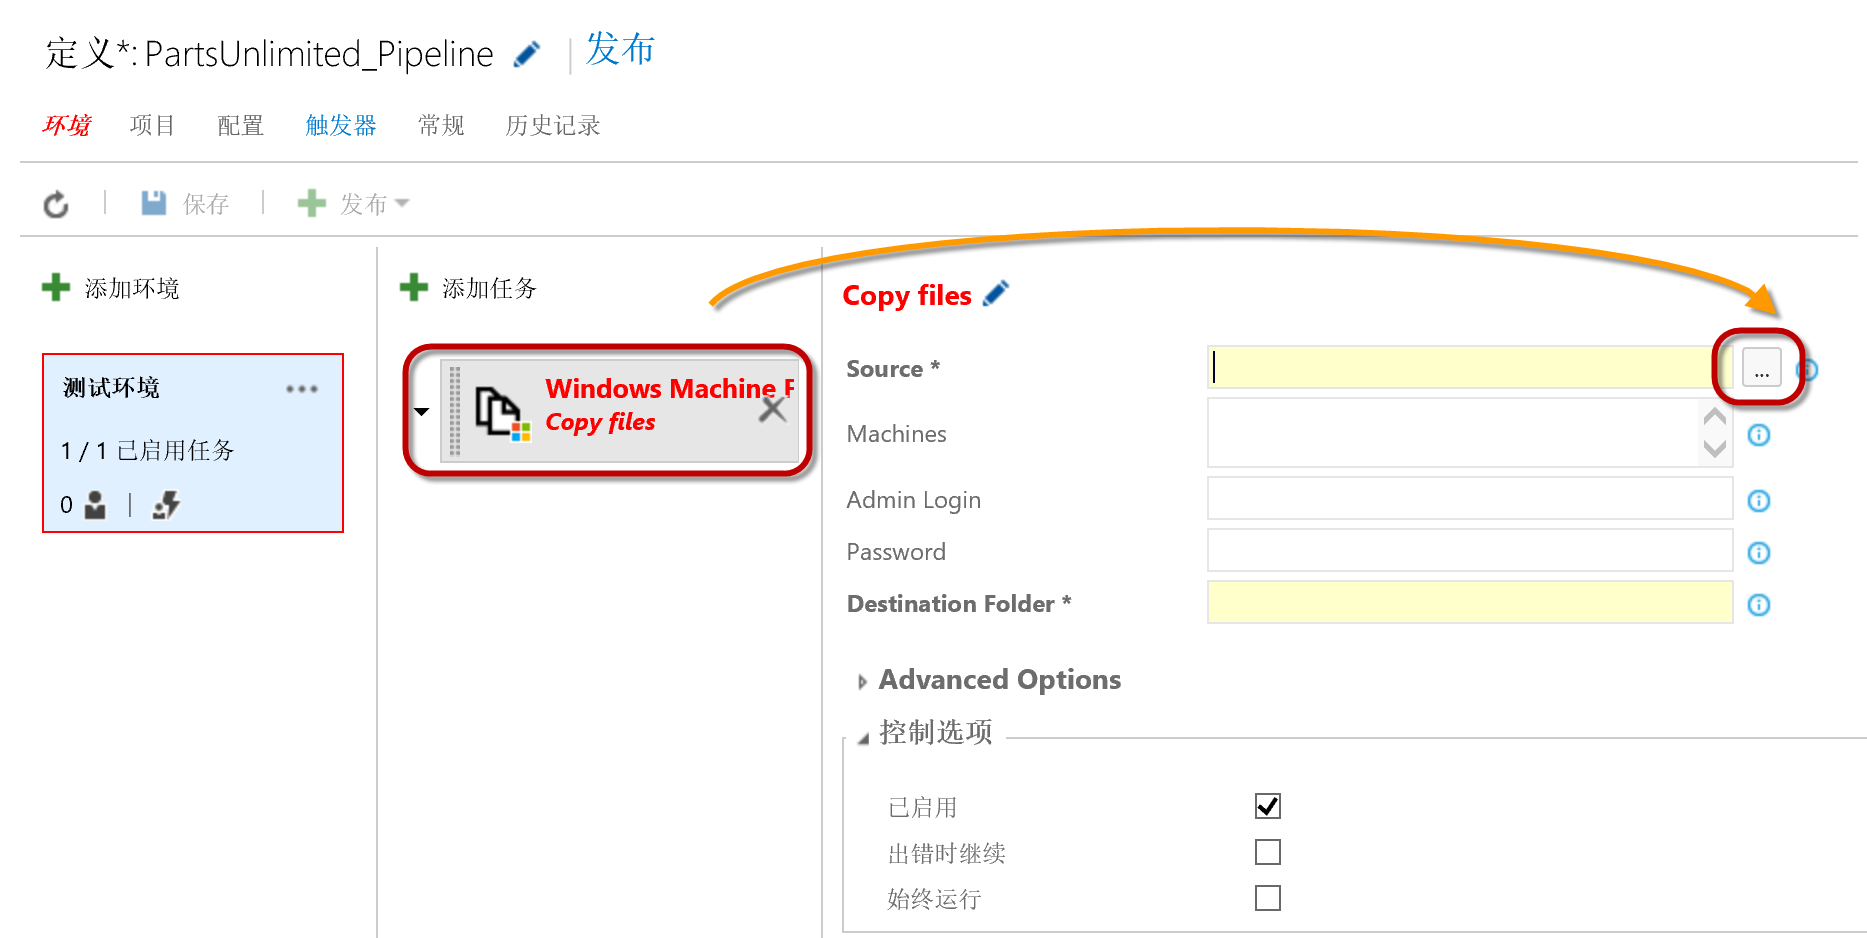 定义*: PartsUnlimited_Pipeline | 发布
环境 项目 配置 触发器 常规 历史记录
保存 发布
添加环境
测试环境 ...
1 / 1 已启用任务
0
添加任务
Windows Machine F
Copy files
Copy files
Source * ...
Machines
Admin Login
Password
Destination Folder *
Advanced Options
控制选项
已启用
出错时继续
始终运行